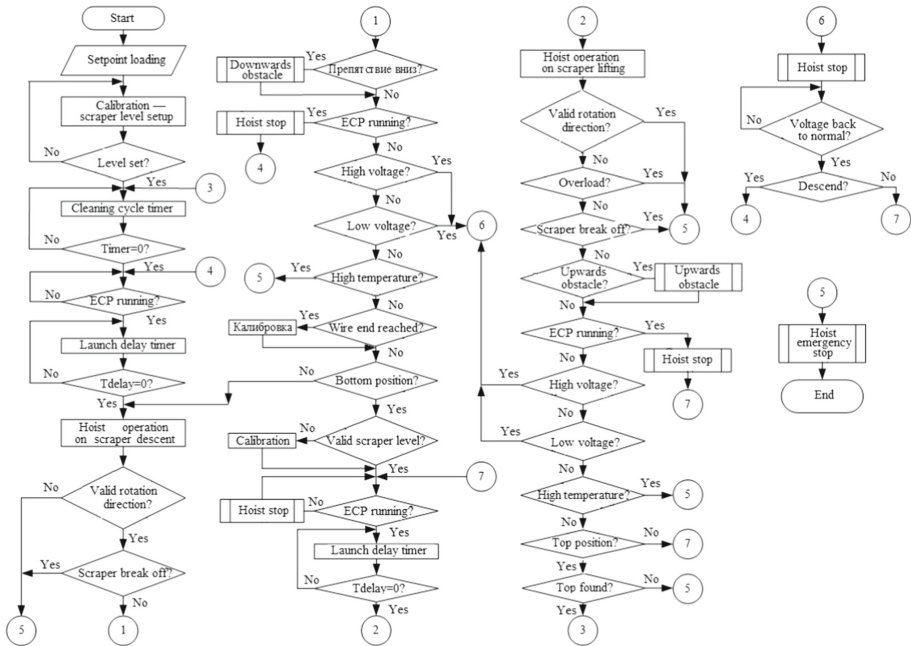 Start
Setpoint loading
Calibration —
scraper level setup
No
Level set?
Yes
3
Cleaning cycle timer
No
Timer=0?
Yes
4
No
ECP running?
Yes
Launch delay timer
No
Tdelay=0?
Yes
Hoist operation
on scraper descent
No
Valid rotation
direction?
Yes
Yes
Scraper break off?
No
5
1
1
Yes
Downwards
obstacle
Препятствие вниз?
No
Yes
Hoist stop
ECP running?
4
No
Yes
High voltage?
No
Low voltage?
Yes
6
No
Yes
5
High temperature?
No
Yes
Калибровка
Wire end reached?
No
No
Bottom position?
Yes
Calibration
No
Valid scraper level?
Yes
7
Hoist stop
No
ECP running?
Yes
Launch delay timer
No
Tdelay=0?
Yes
2
2
Hoist operation
on scraper lifting
Yes
Valid rotation
direction?
No
Overload?
Yes
No
Scraper break off?
Yes
5
No
Upwards
obstacle?
Yes
Upwards
obstacle
No
ECP running?
Yes
Hoist stop
No
7
Yes
High voltage?
No
Yes
Low voltage?
No
High temperature?
Yes
5
No
Top position?
No
7
Yes
Top found?
No
5
Yes
3
6
Hoist stop
No
Voltage back
to normal?
Yes
Yes
Descend?
No
4
7
5
Hoist
emergency
stop
End